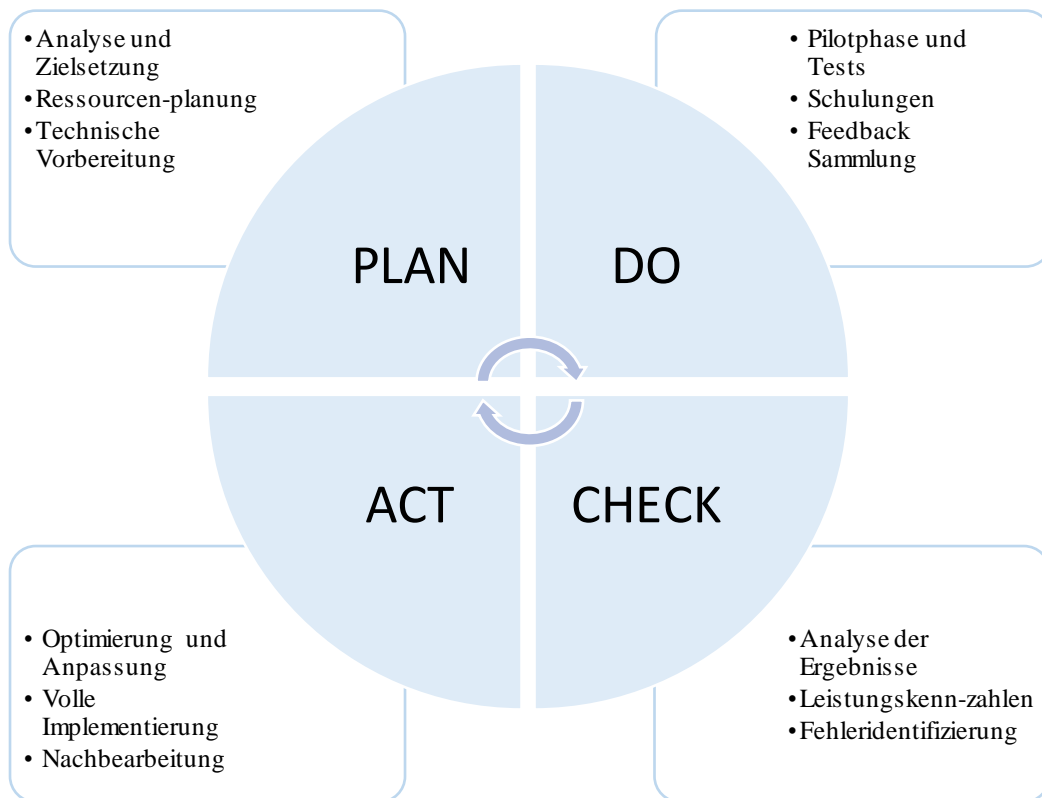 • Analyse und
Zielsetzung
• Ressourcen-planung
• Technische
Vorbereitung
• Pilotphase und
Tests
• Schulungen
• Feedback
Sammlung
PLAN
DO
ACT
CHECK
• Optimierung und
Anpassung
• Volle
Implementierung
• Nachbearbeitung
• Analyse der
Ergebnisse
• Leistungskenn-zahlen
• Fehleridentifizierung